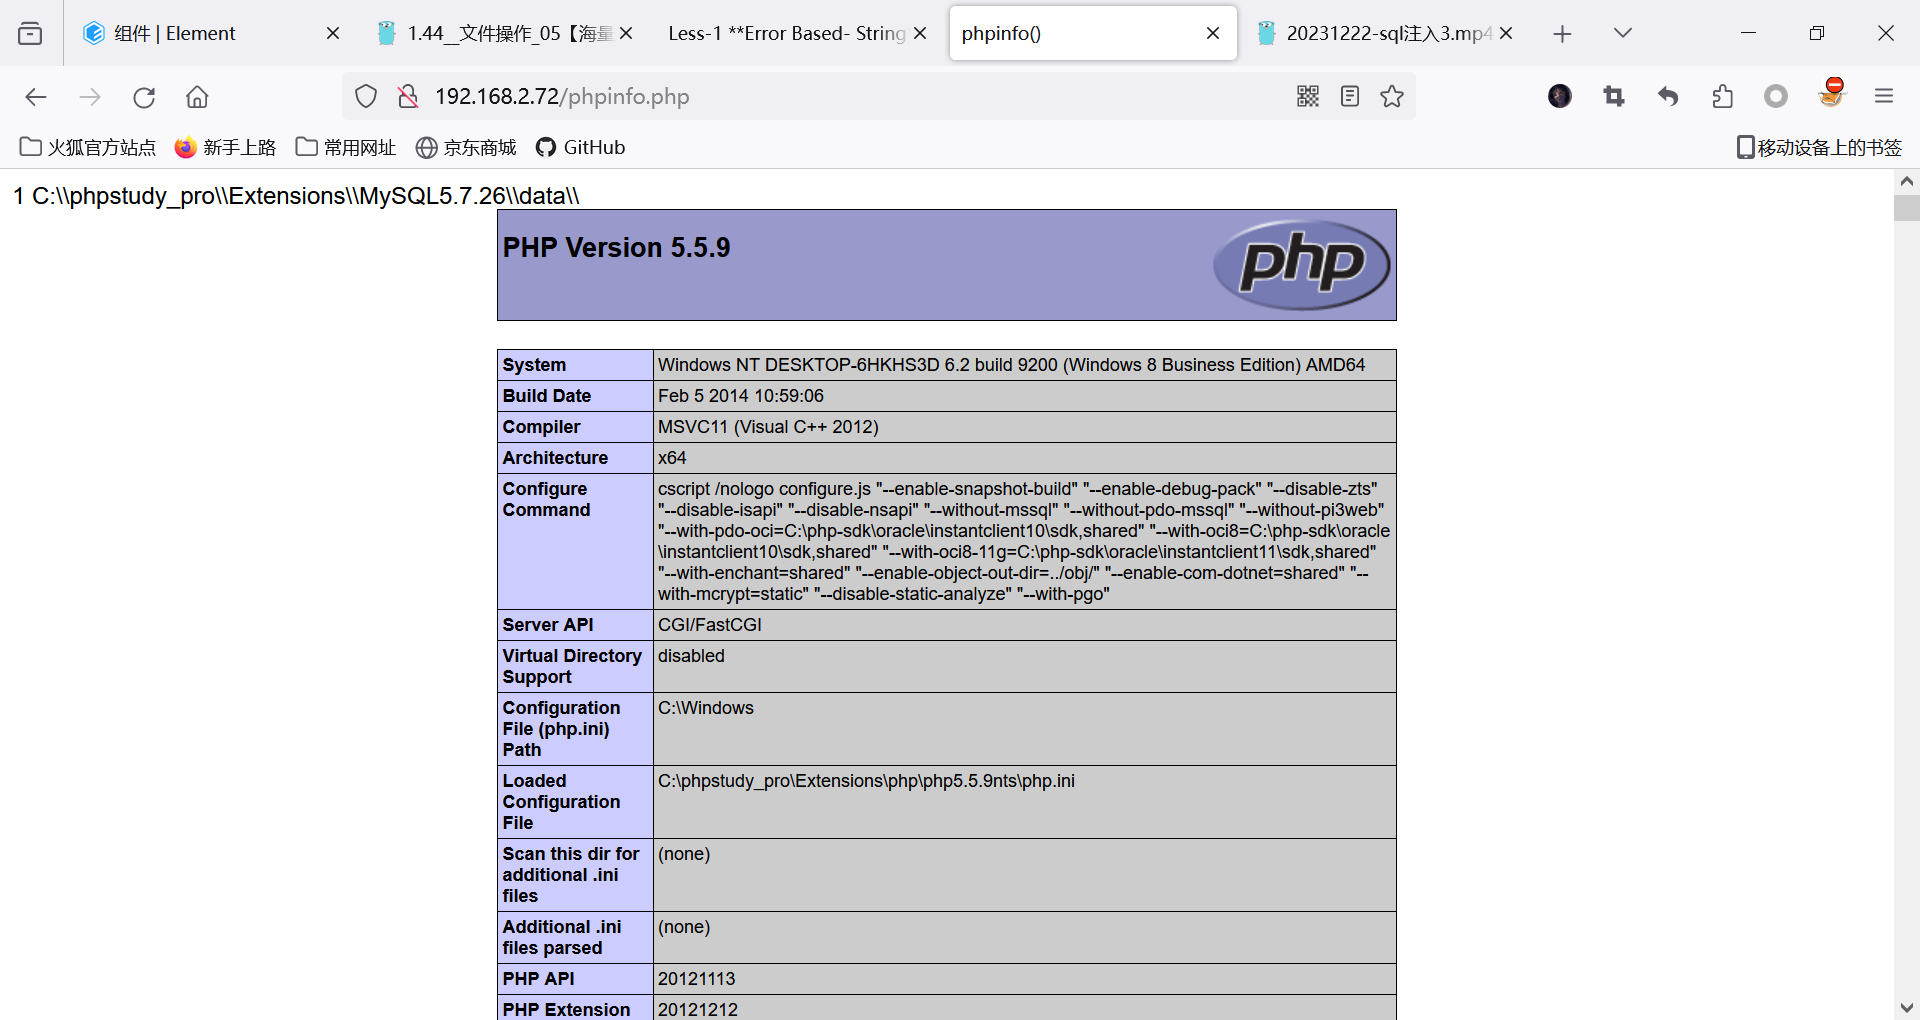 组件 | Element
1.44__文件操作_05【海量
Less-1 **Error Based- String
phpinfo()
20231222-sql注入3.mp4
192.168.2.72/phpinfo.php
火狐官方站点
新手上路
常用网址
京东商城
GitHub
移动设备上的书签
1 C:\\phpstudy_pro\\Extensions\\MySQL5.7.26\\data\\
PHP Version 5.5.9
php
System
Windows NT DESKTOP-6HKHS3D 6.2 build 9200 (Windows 8 Business Edition) AMD64
Build Date
Feb 5 2014 10:59:06
Compiler
MSVC11 (Visual C++ 2012)
Architecture
x64
Configure
Command
cscript /nologo configure.js "--enable-snapshot-build" "--enable-debug-pack" "--disable-zts"
"--disable-isapi" "--disable-nsapi" "--without-mssql" "--without-pdo-mssql" "--without-pi3web"
"--with-pdo-oci=C:\php-sdk\oracle\instantclient10\sdk,shared" "--with-oci8=C:\php-sdk\oracle
\instantclient10\sdk,shared" "--with-oci8-11g=C:\php-sdk\oracle\instantclient11\sdk,shared"
"--with-enchant=shared" "--enable-object-out-dir=../obj/" "--enable-com-dotnet=shared" "--
with-mcrypt=static" "--disable-static-analyze" "--with-pgo"
Server API
CGI/FastCGI
Virtual Directory
Support
disabled
Configuration
File (php.ini)
Path
C:\Windows
Loaded
Configuration
File
C:\phpstudy_pro\Extensions\php\php5.5.9nts\php.ini
Scan this dir for
additional .ini
files
(none)
Additional .ini
files parsed
(none)
PHP API
20121113
PHP Extension
20121212